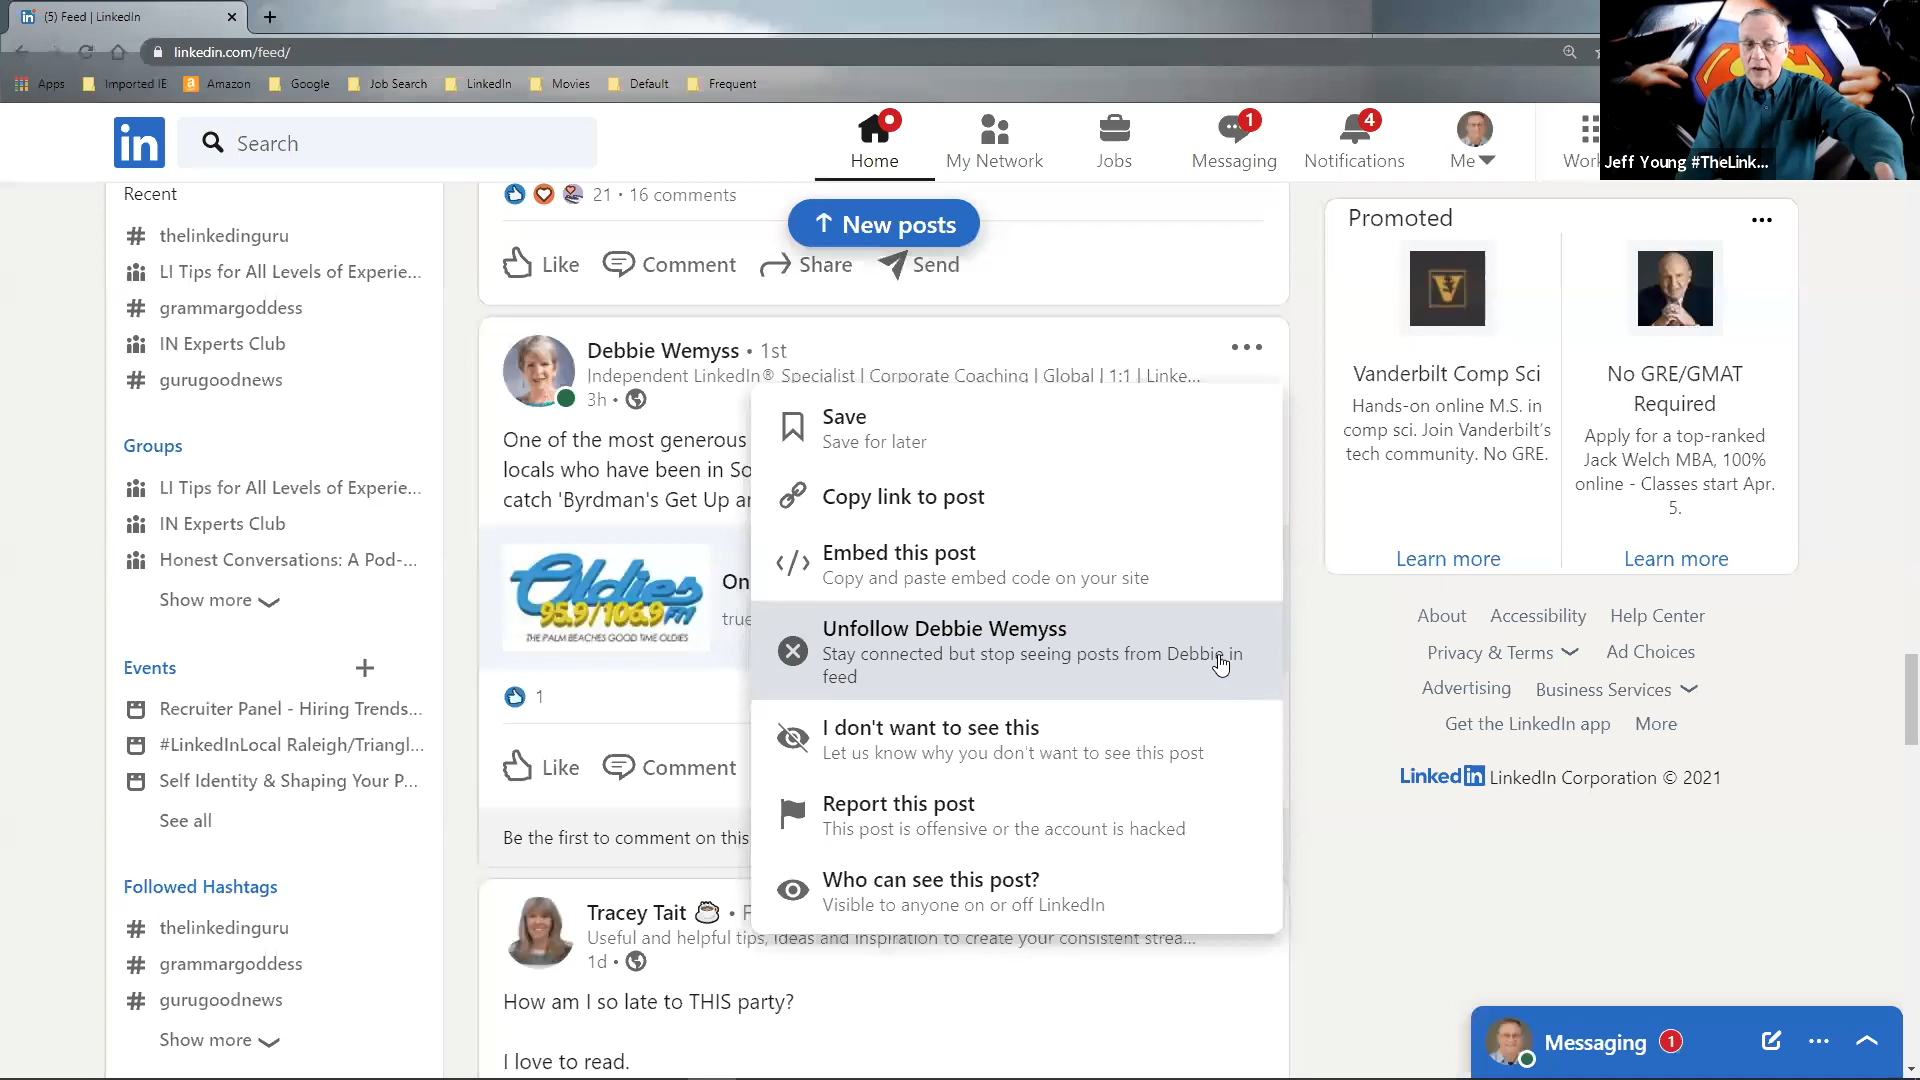 (5) Feed | LinkedIn
linkedin.com/feed/
Apps
Imported IE
Amazon
Google
Job Search
LinkedIn
Movies
Default
Frequent
Jeff Young #TheLink...
in
Search
Home
My Network
Jobs
1
Messaging
4
Notifications
Me
Wor
Recent
# thelinkedinguru
LI Tips for All Levels of Experie...
# grammargoddess
IN Experts Club
# gurugoodnews
Groups
LI Tips for All Levels of Experie...
IN Experts Club
Honest Conversations: A Pod-...
Show more
Events +
Recruiter Panel - Hiring Trends...
#LinkedInLocal Raleigh/Triangl...
Self Identity & Shaping Your P...
See all
Followed Hashtags
# thelinkedinguru
# grammargoddess
# gurugoodnews
Show more
21 • 16 comments
↑ New posts
Like Comment Share Send
Debbie Wemyss • 1st
Independent LinkedIn® Specialist | Corporate Coaching | Global | 1:1 | Linke...
3h •
One of the most generous
locals who have been in So
catch 'Byrdman's Get Up a
Oldies
95.9/106.9 FM
THE PALM BEACHES GOOD TIME OLDIES
On
true
1
Like Comment
Be the first to comment on this
Save
Save for later
Copy link to post
Embed this post
Copy and paste embed code on your site
Unfollow Debbie Wemyss
Stay connected but stop seeing posts from Debbie in
feed
I don't want to see this
Let us know why you don't want to see this post
Report this post
This post is offensive or the account is hacked
Who can see this post?
Visible to anyone on or off LinkedIn
Tracey Tait • F
Useful and helpful tips, ideas and inspiration to create your consistent strea...
1d •
How am I so late to THIS party?
I love to read.
Promoted
V
Vanderbilt Comp Sci
Hands-on online M.S. in
comp sci. Join Vanderbilt's
tech community. No GRE.
Learn more
No GRE/GMAT
Required
Apply for a top-ranked
Jack Welch MBA, 100%
online - Classes start Apr.
5.
Learn more
About Accessibility Help Center
Privacy & Terms Ad Choices
Advertising Business Services
Get the LinkedIn app More
LinkedIn LinkedIn Corporation © 2021
Messaging 1